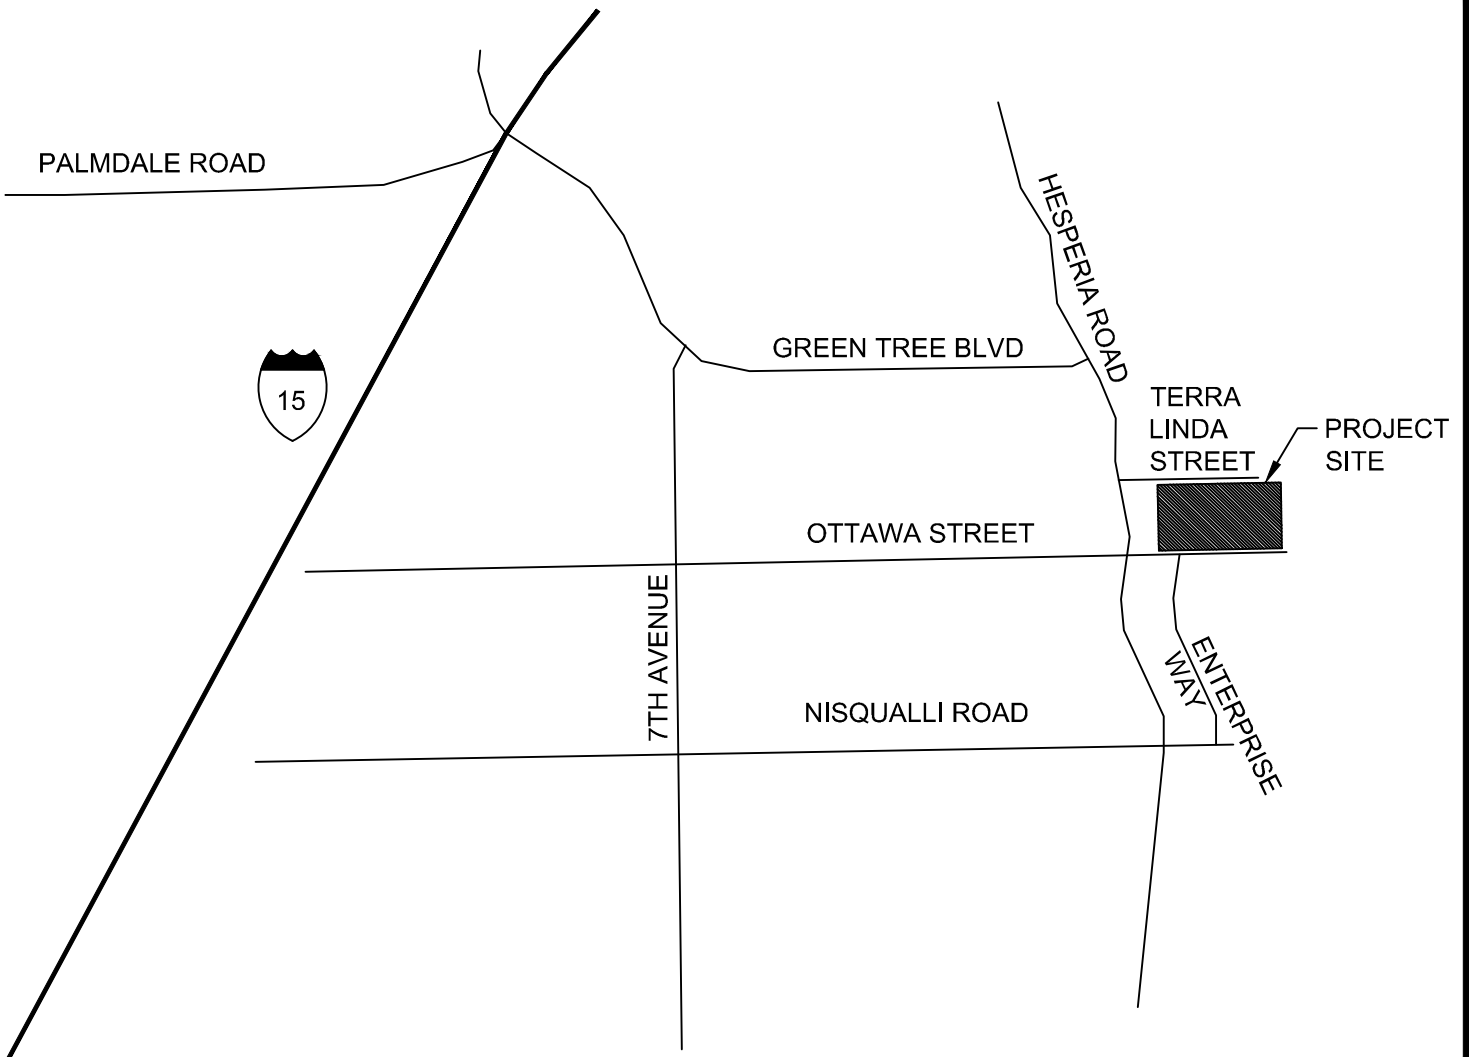 PALMDALE ROAD
HESPERIA ROAD
GREEN TREE BLVD
15
TERRA
LINDA
STREET
PROJECT
SITE
OTTAWA STREET
7TH AVENUE
ENTERPRISE
WAY
NISQUALLI ROAD